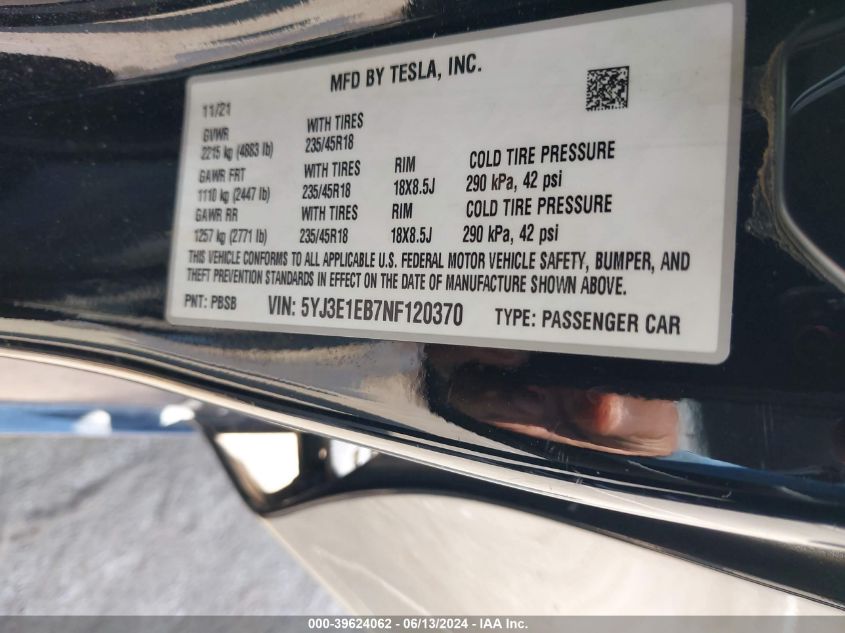 MFD BY TESLA, INC.
11/21
GVWR
2215 kg (4883 lb)
WITH TIRES
235/45R18
GAWR FRT
1110 kg (2447 lb)
WITH TIRES
235/45R18
RIM
18X8.5J
COLD TIRE PRESSURE
290 kPa, 42 psi
GAWR RR
1257 kg (2771 lb)
WITH TIRES
235/45R18
RIM
18X8.5J
COLD TIRE PRESSURE
290 kPa, 42 psi
THIS VEHICLE CONFORMS TO ALL APPLICABLE U.S. FEDERAL MOTOR VEHICLE SAFETY, BUMPER, AND
THEFT PREVENTION STANDARDS IN EFFECT ON THE DATE OF MANUFACTURE SHOWN ABOVE.
PNT: PBSB VIN: 5YJ3E1EB7NF120370 TYPE: PASSENGER CAR
000-39624062 - 06/13/2024 - IAA Inc.